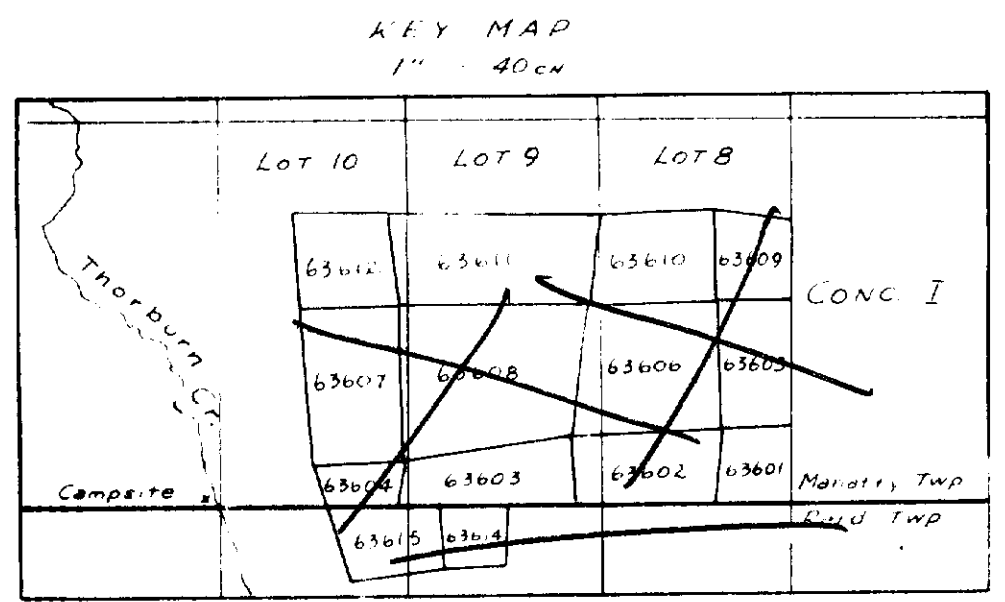 KEY MAP
1" 40 CH
LOT 10 LOT 9 LOT 8
63612 63611 63610 63609
CONC. I
Thorburn Cr.
63607 63608 63606 63605
63604 63603 63602 63601
Campsite Twp
Reid Twp
63615 63614